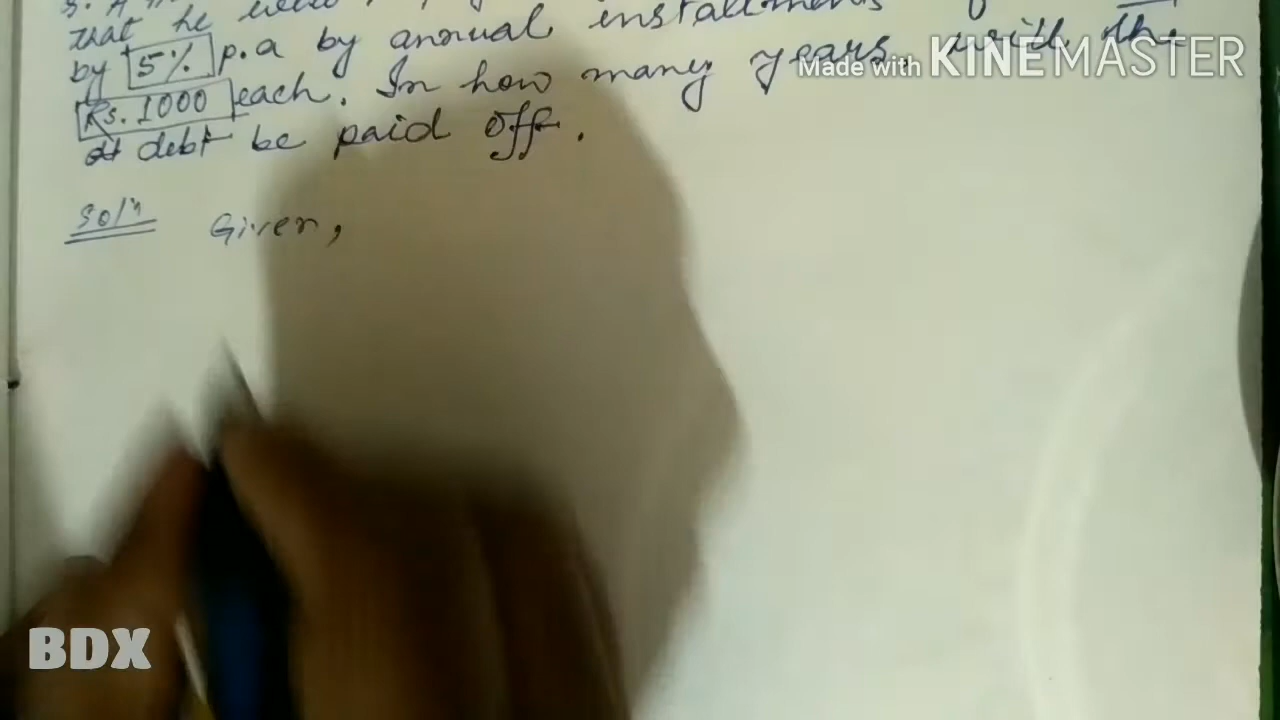 that he will
by 5% p.a by annual installments
Rs. 1000 each. In how many years will the
debt be paid off.
Soln Given,
Made with KINEMASTER
BDX